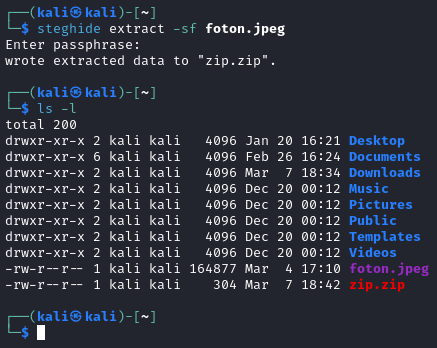 ┌──(kali㉿kali)-[~]
└─$ steghide extract -sf foton.jpeg
Enter passphrase:
wrote extracted data to "zip.zip".
┌──(kali㉿kali)-[~]
└─$ ls -l
total 200
drwxr-xr-x 2 kali kali   4096 Jan 20 16:21 Desktop
drwxr-xr-x 6 kali kali   4096 Feb 26 16:24 Documents
drwxr-xr-x 2 kali kali   4096 Mar  7 18:34 Downloads
drwxr-xr-x 2 kali kali   4096 Dec 20 00:12 Music
drwxr-xr-x 2 kali kali   4096 Dec 20 00:12 Pictures
drwxr-xr-x 2 kali kali   4096 Dec 20 00:12 Public
drwxr-xr-x 2 kali kali   4096 Dec 20 00:12 Templates
drwxr-xr-x 2 kali kali   4096 Dec 20 00:12 Videos
-rw-r--r-- 1 kali kali 164877 Mar  4 17:10 foton.jpeg
-rw-r--r-- 1 kali kali    304 Mar  7 18:42 zip.zip
┌──(kali㉿kali)-[~]
└─$